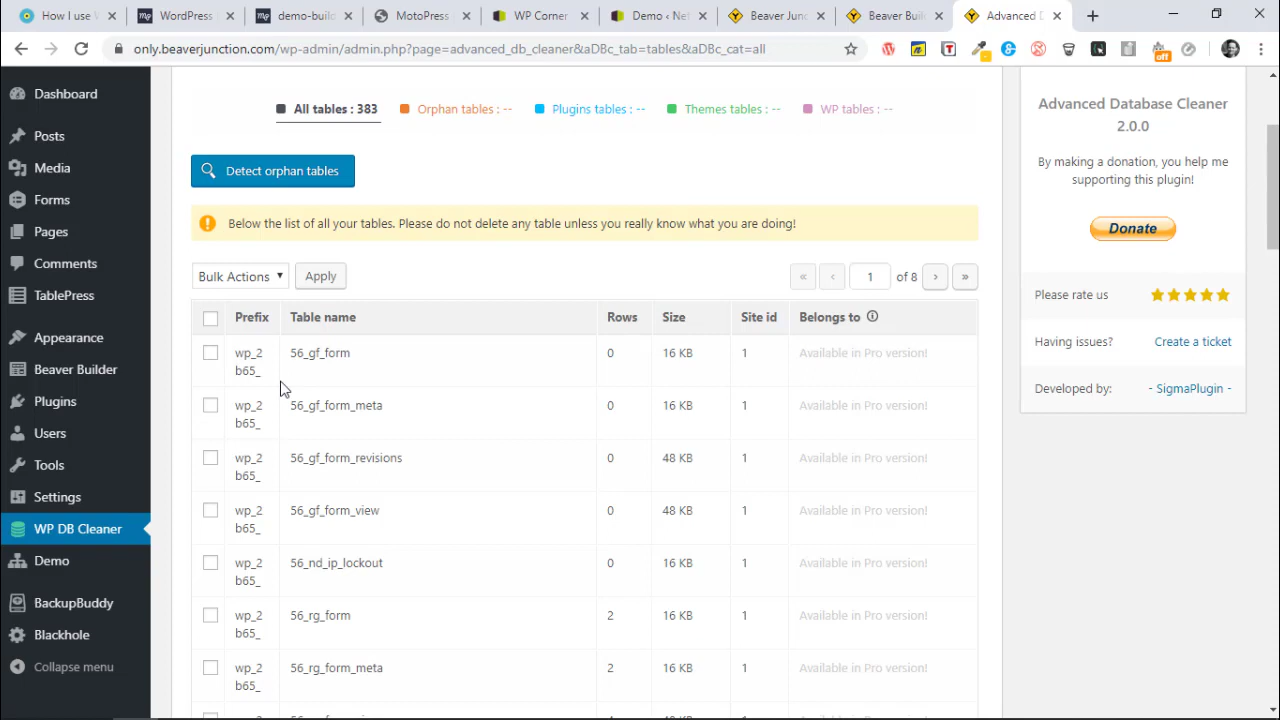 How I use W
WordPress
demo-build
MotoPress
WP Corner
Demo ‹ Net
Beaver Junc
Beaver Buil
Advanced D
only.beaverjunction.com/wp-admin/admin.php?page=advanced_db_cleaner&aDBc_tab=tables&aDBc_cat=all
off
Dashboard
Posts
Media
Forms
Pages
Comments
TablePress
Appearance
Beaver Builder
Plugins
Users
Tools
Settings
WP DB Cleaner
Demo
BackupBuddy
Blackhole
Collapse menu
All tables : 383
Orphan tables : --
Plugins tables : --
Themes tables : --
WP tables : --
Detect orphan tables
Below the list of all your tables. Please do not delete any table unless you really know what you are doing!
Bulk Actions
Apply
« ‹ 1 of 8 › »
Prefix Table name Rows Size Site id Belongs to
wp_2 56_gf_form 0 16 KB 1 Available in Pro version!
b65_
wp_2 56_gf_form_meta 0 16 KB 1 Available in Pro version!
b65_
wp_2 56_gf_form_revisions 0 48 KB 1 Available in Pro version!
b65_
wp_2 56_gf_form_view 0 48 KB 1 Available in Pro version!
b65_
wp_2 56_nd_ip_lockout 0 16 KB 1 Available in Pro version!
b65_
wp_2 56_rg_form 2 16 KB 1 Available in Pro version!
b65_
wp_2 56_rg_form_meta 2 16 KB 1 Available in Pro version!
b65_
Advanced Database Cleaner
2.0.0
By making a donation, you help me
supporting this plugin!
Donate
Please rate us
Having issues? Create a ticket
Developed by: - SigmaPlugin -